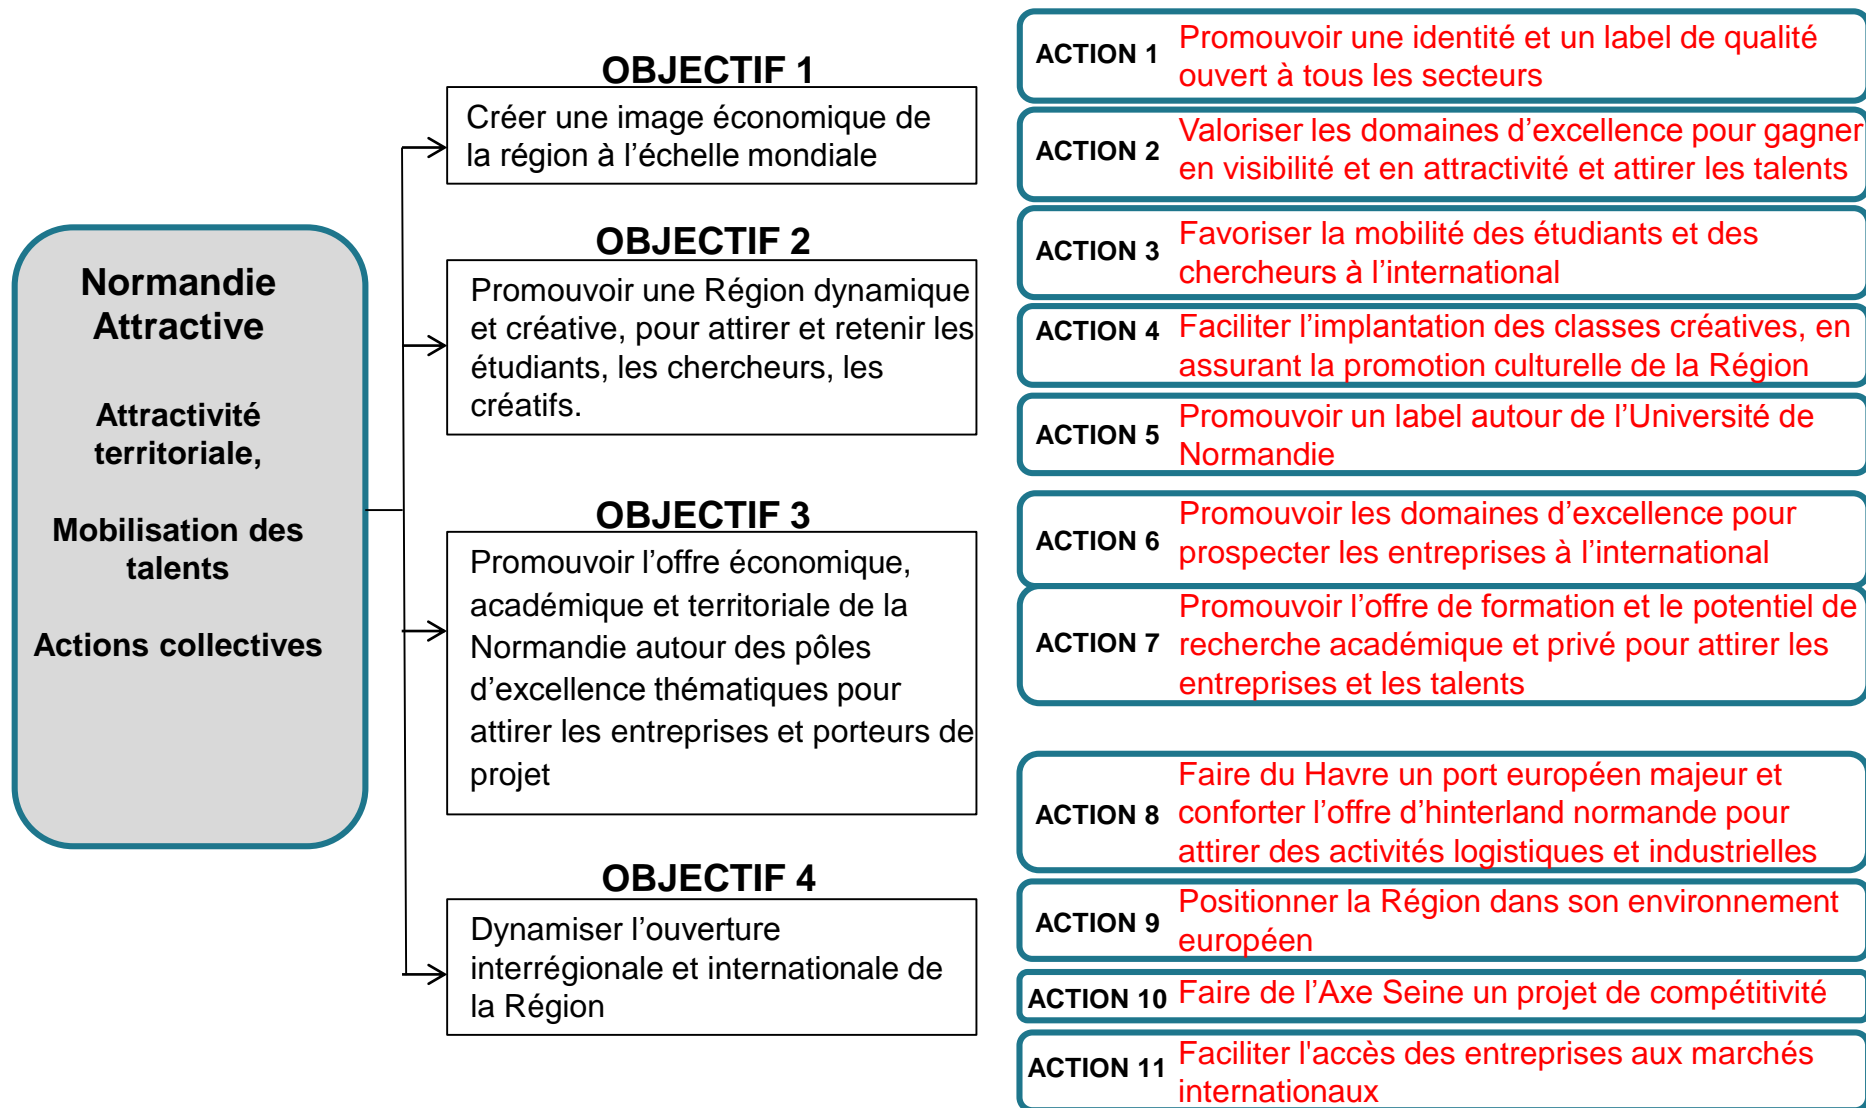 Normandie
Attractive
Attractivité
territoriale,
Mobilisation des
talents
Actions collectives
OBJECTIF 1
Créer une image économique de
la région à l’échelle mondiale
OBJECTIF 2
Promouvoir une Région dynamique
et créative, pour attirer et retenir les
étudiants, les chercheurs, les
créatifs.
OBJECTIF 3
Promouvoir l’offre économique,
académique et territoriale de la
Normandie autour des pôles
d’excellence thématiques pour
attirer les entreprises et porteurs de
projet
OBJECTIF 4
Dynamiser l’ouverture
interrégionale et internationale de
la Région
ACTION 1
Promouvoir une identité et un label de qualité
ouvert à tous les secteurs
ACTION 2
Valoriser les domaines d’excellence pour gagner
en visibilité et en attractivité et attirer les talents
ACTION 3
Favoriser la mobilité des étudiants et des
chercheurs à l’international
ACTION 4
Faciliter l’implantation des classes créatives, en
assurant la promotion culturelle de la Région
ACTION 5
Promouvoir un label autour de l’Université de
Normandie
ACTION 6
Promouvoir les domaines d’excellence pour
prospecter les entreprises à l’international
ACTION 7
Promouvoir l’offre de formation et le potentiel de
recherche académique et privé pour attirer les
entreprises et les talents
ACTION 8
Faire du Havre un port européen majeur et
conforter l’offre d’hinterland normande pour
attirer des activités logistiques et industrielles
ACTION 9
Positionner la Région dans son environnement
européen
ACTION 10
Faire de l’Axe Seine un projet de compétitivité
ACTION 11
Faciliter l'accès des entreprises aux marchés
internationaux